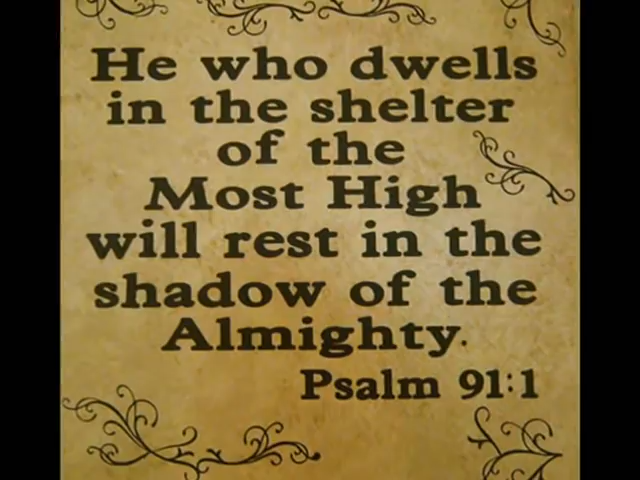 He who dwells
in the shelter
of the
Most High
will rest in the
shadow of the
Almighty.
Psalm 91:1